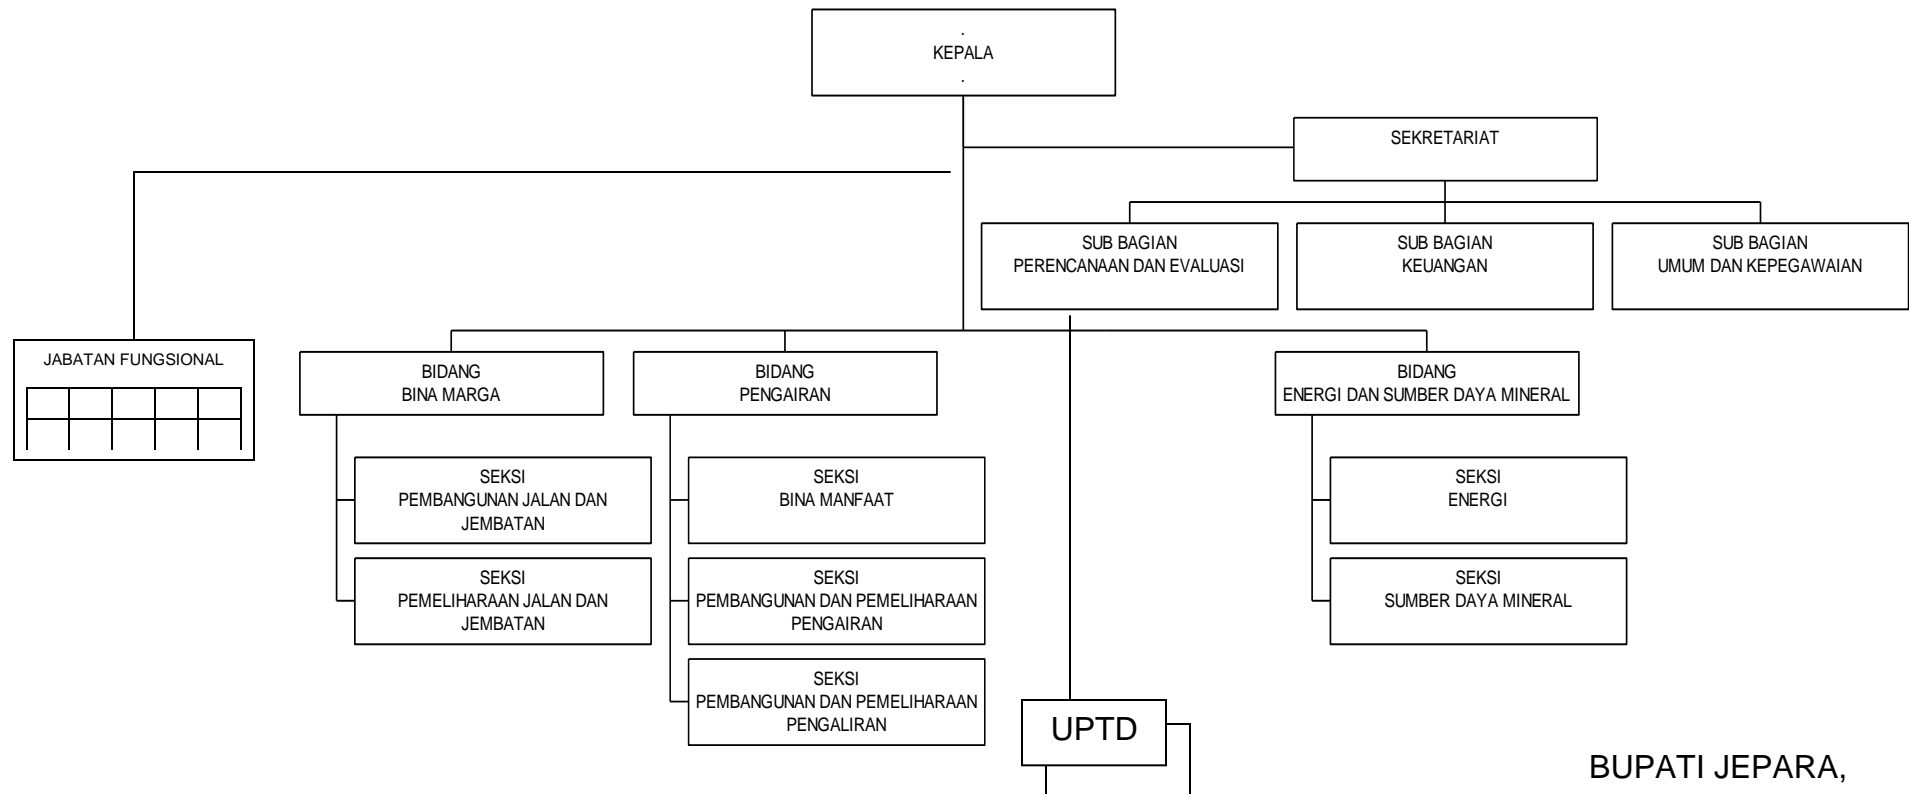 .
KEPALA
.
SEKRETARIAT
SUB BAGIAN
PERENCANAAN DAN EVALUASI
SUB BAGIAN
KEUANGAN
SUB BAGIAN
UMUM DAN KEPEGAWAIAN
JABATAN FUNGSIONAL
BIDANG
BINA MARGA
BIDANG
PENGAIRAN
BIDANG
ENERGI DAN SUMBER DAYA MINERAL
SEKSI
PEMBANGUNAN JALAN DAN
JEMBATAN
SEKSI
PEMELIHARAAN JALAN DAN
JEMBATAN
SEKSI
BINA MANFAAT
SEKSI
PEMBANGUNAN DAN PEMELIHARAAN
PENGAIRAN
SEKSI
PEMBANGUNAN DAN PEMELIHARAAN
PENGALIRAN
SEKSI
ENERGI
SEKSI
SUMBER DAYA MINERAL
UPTD
BUPATI JEPARA,